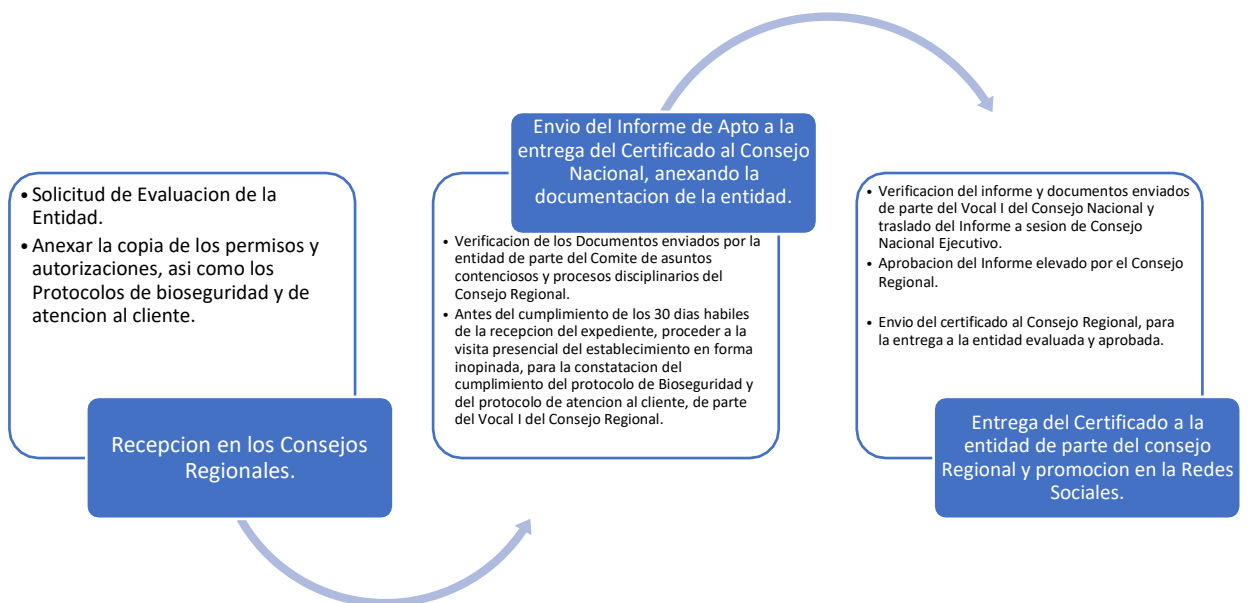 • Solicitud de Evaluacion de la
Entidad.
• Anexar la copia de los permisos y
autorizaciones, asi como los
Protocolos de bioseguridad y de
atencion al cliente.
Recepcion en los Consejos
Regionales.
Envio del Informe de Apto a la
entrega del Certificado al Consejo
Nacional, anexando la
documentacion de la entidad.
• Verificacion de los Documentos enviados por la
entidad de parte del Comite de asuntos
contenciosos y procesos disciplinarios del
Consejo Regional.
• Antes del cumplimiento de los 30 dias habiles
de la recepcion del expediente, proceder a la
visita presencial del establecimiento en forma
inopinada, para la constatacion del
cumplimiento del protocolo de Bioseguridad y
del protocolo de atencion al cliente, de parte
del Vocal I del Consejo Regional.
• Verificacion del informe y documentos enviados
de parte del Vocal I del Consejo Nacional y
traslado del Informe a sesion de Consejo
Nacional Ejecutivo.
• Aprobacion del Informe elevado por el Consejo
Regional.
• Envio del certificado al Consejo Regional, para
la entrega a la entidad evaluada y aprobada.
Entrega del Certificado a la
entidad de parte del consejo
Regional y promocion en la Redes
Sociales.